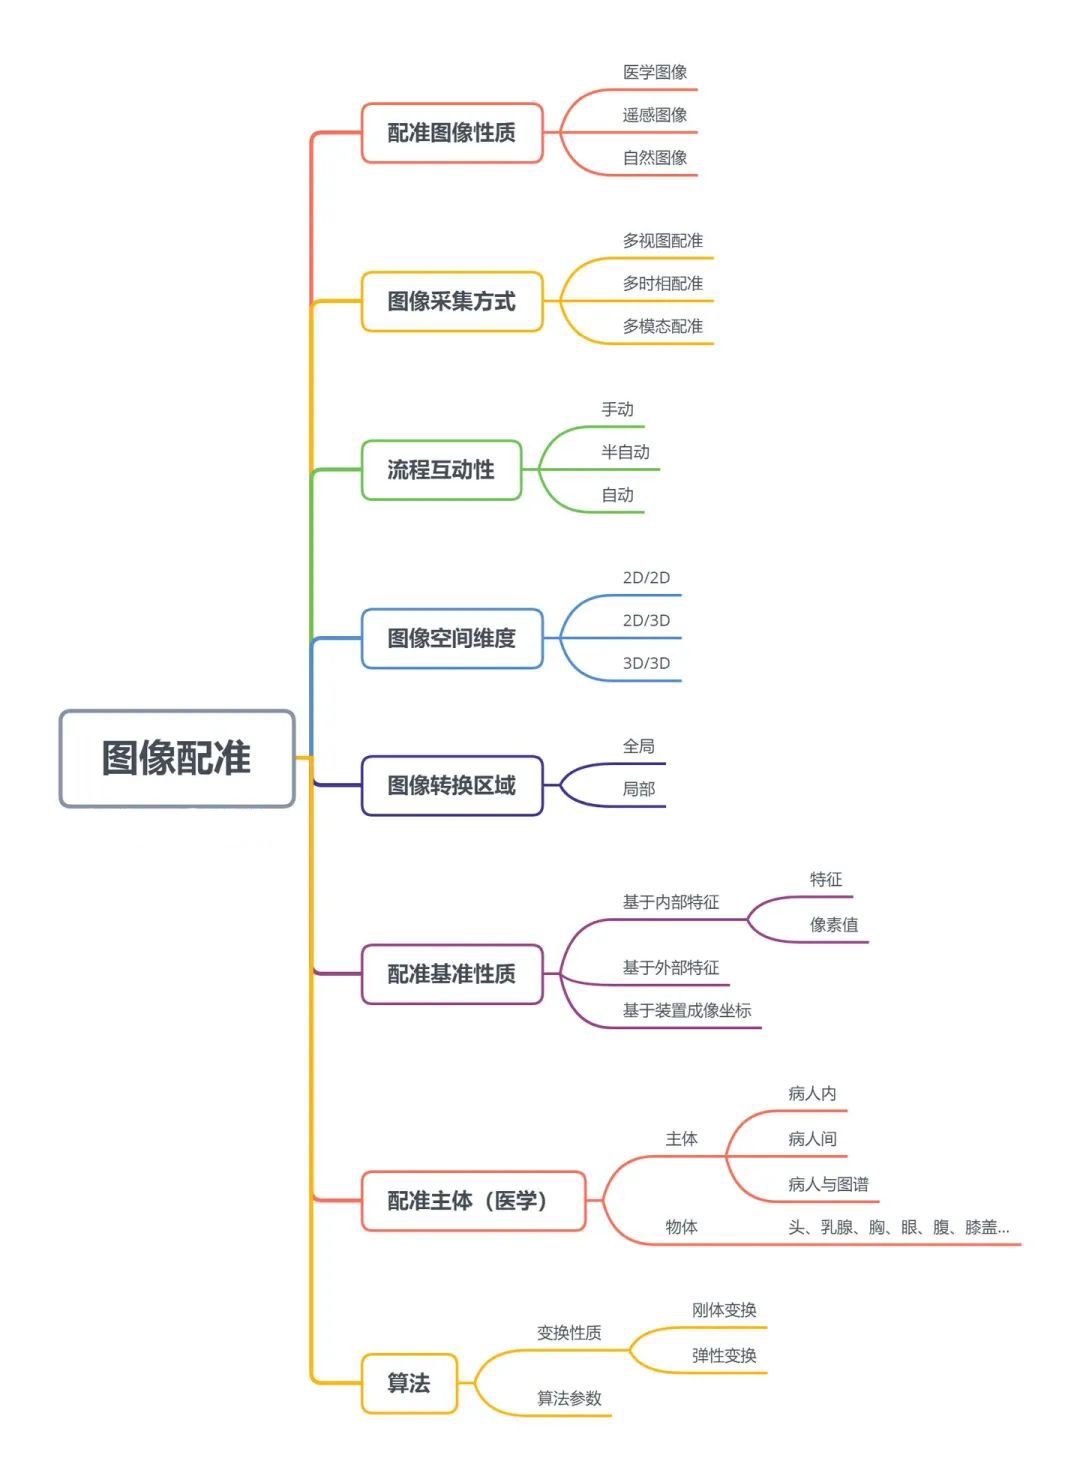 医学图像
配准图像性质
遥感图像
自然图像
多视图配准
图像采集方式
多时相配准
多模态配准
手动
流程互动性
半自动
自动
2D/2D
图像空间维度
2D/3D
3D/3D
图像配准
全局
图像转换区域
局部
特征
基于内部特征
像素值
配准基准性质
基于外部特征
基于装置成像坐标
病人内
主体
病人间
病人与图谱
配准主体（医学）
物体
头、乳腺、胸、眼、腹、膝盖...
刚体变换
变换性质
弹性变换
算法
算法参数